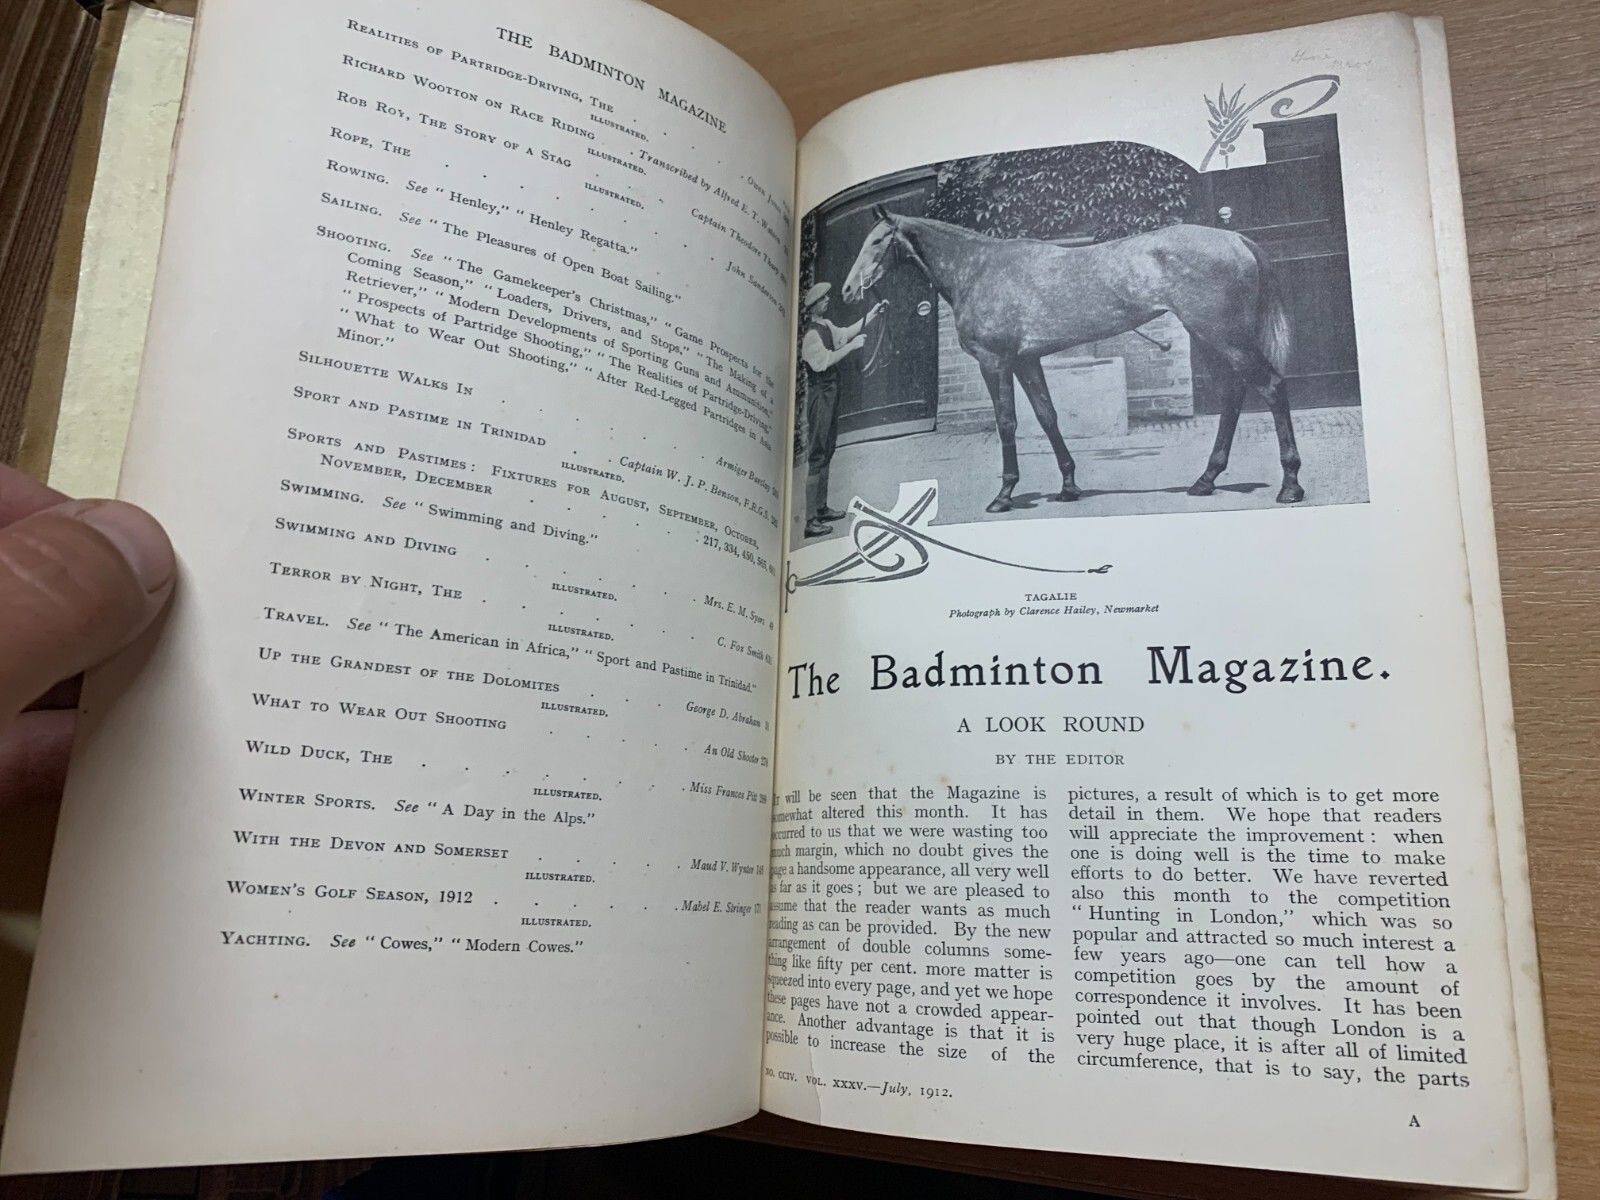 THE BADMINTON MAGAZINE
REALITIES OF PARTRIDGE-DRIVING, THE
ILLUSTRATED.
RICHARD WOOTTON ON RACE RIDING . Transcribed by Alfred E. T. Watson
ILLUSTRATED.
ROB ROY, THE STORY OF A STAG . . Captain Theodore
ILLUSTRATED.
ROPE, THE . . . . . . . John Sanderson
ROWING. See "Henley," "Henley Regatta."
SAILING. See "The Pleasures of Open Boat Sailing."
SHOOTING. See "The Gamekeeper's Christmas," "Game Prospects for the
Coming Season," "Loaders, Drivers, and Stops," "The Making of a
Retriever," "Modern Developments of Sporting Guns and Ammunition,"
"Prospects of Partridge Shooting," "The Realities of Partridge-Driving,"
"What to Wear Out Shooting," "After Red-Legged Partridges in Asia
Minor."
SILHOUETTE WALKS IN . . . . . . Armiger Barclay
SPORT AND PASTIME IN TRINIDAD . . Captain W. J. P. Benson, F.R.G.S.
ILLUSTRATED.
SPORTS AND PASTIMES: FIXTURES FOR AUGUST, SEPTEMBER, OCTOBER,
NOVEMBER, DECEMBER . . . . . . 217, 334, 450, 565,
SWIMMING. See "Swimming and Diving."
SWIMMING AND DIVING . . . . . . Mrs. E. M. Syers
ILLUSTRATED.
TERROR BY NIGHT, THE . . . . . . C. Fox Smith
ILLUSTRATED.
TRAVEL. See "The American in Africa," "Sport and Pastime in Trinidad."
UP THE GRANDEST OF THE DOLOMITES . . . George D. Abraham
ILLUSTRATED.
WHAT TO WEAR OUT SHOOTING . . . . . An Old Shooter
WILD DUCK, THE . . . . . . . Miss Frances Pitt
ILLUSTRATED.
WINTER SPORTS. See "A Day in the Alps."
WITH THE DEVON AND SOMERSET . . . . . Maud V. Wynter
ILLUSTRATED.
WOMEN'S GOLF SEASON, 1912 . . . . . Mabel E. Stringer
ILLUSTRATED.
YACHTING. See "Cowes," "Modern Cowes."
TAGALIE
Photograph by Clarence Hailey, Newmarket
The Badminton Magazine.
A LOOK ROUND
BY THE EDITOR
It will be seen that the Magazine is
somewhat altered this month. It has
occurred to us that we were wasting too
much margin, which no doubt gives the
page a handsome appearance, all very well
as far as it goes; but we are pleased to
assume that the reader wants as much
reading as can be provided. By the new
arrangement of double columns some-
thing like fifty per cent. more matter is
squeezed into every page, and yet we hope
these pages have not a crowded appear-
ance. Another advantage is that it is
possible to increase the size of the
pictures, a result of which is to get more
detail in them. We hope that readers
will appreciate the improvement: when
one is doing well is the time to make
efforts to do better. We have reverted
also this month to the competition
"Hunting in London," which was so
popular and attracted so much interest a
few years ago—one can tell how a
competition goes by the amount of
correspondence it involves. It has been
pointed out that though London is a
very huge place, it is after all of limited
circumference, that is to say, the parts
NO. CCIV. VOL. XXXV.—July, 1912.
A